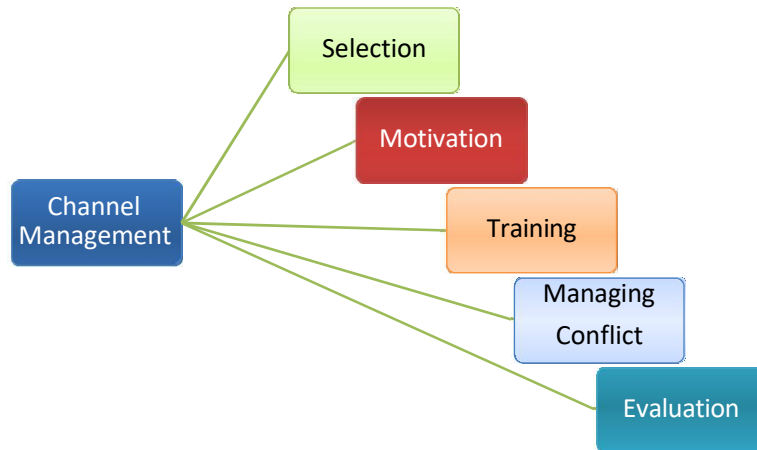 Selection
Motivation
Channel
Management
Training
Managing
Conflict
Evaluation